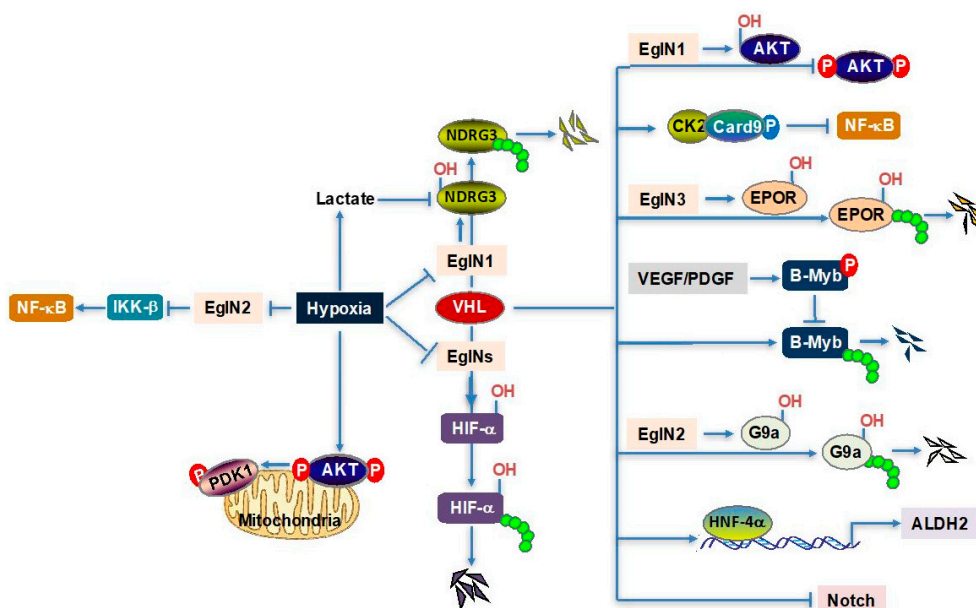 OH
EglN1
AKT
P
AKT
P
NDRG3
CK2
Card9
P
NF-κB
OH
Lactate
NDRG3
OH
EglN3
EPOR
OH
EPOR
EglN1
VEGF/PDGF
B-Myb
P
NF-κB
IKK-β
EglN2
Hypoxia
VHL
EglNs
B-Myb
OH
HIF-α
OH
EglN2
G9a
OH
G9a
P
PDK1
P
AKT
P
Mitochondria
OH
HIF-α
HNF-4α
ALDH2
Notch